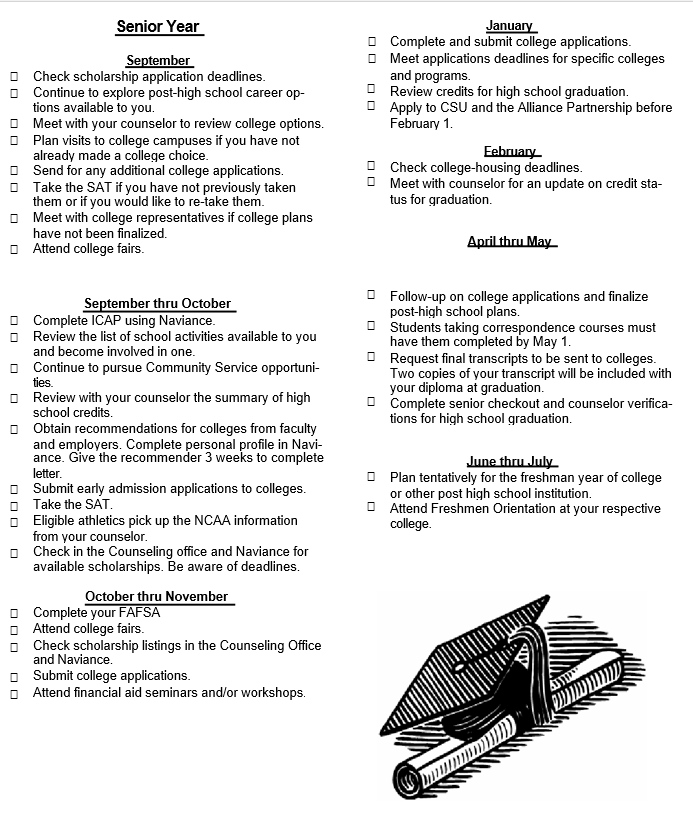 Senior Year
September
Check scholarship application deadlines.
Continue to explore post-high school career op-
tions available to you.
Meet with your counselor to review college options.
Plan visits to college campuses if you have not
already made a college choice.
Send for any additional college applications.
Take the SAT if you have not previously taken
them or if you would like to re-take them.
Meet with college representatives if college plans
have not been finalized.
Attend college fairs.
September thru October
Complete ICAP using Naviance.
Review the list of school activities available to you
and become involved in one.
Continue to pursue Community Service opportuni-
ties.
Review with your counselor the summary of high
school credits.
Obtain recommendations for colleges from faculty
and employers. Complete personal profile in Navi-
ance. Give the recommender 3 weeks to complete
letter.
Submit early admission applications to colleges.
Take the SAT.
Eligible athletics pick up the NCAA information
from your counselor.
Check in the Counseling office and Naviance for
available scholarships. Be aware of deadlines.
October thru November
Complete your FAFSA
Attend college fairs.
Check scholarship listings in the Counseling Office
and Naviance.
Submit college applications.
Attend financial aid seminars and/or workshops.
January
Complete and submit college applications.
Meet applications deadlines for specific colleges
and programs.
Review credits for high school graduation.
Apply to CSU and the Alliance Partnership before
February 1.
February
Check college-housing deadlines.
Meet with counselor for an update on credit sta-
tus for graduation.
April thru May
Follow-up on college applications and finalize
post-high school plans.
Students taking correspondence courses must
have them completed by May 1.
Request final transcripts to be sent to colleges.
Two copies of your transcript will be included with
your diploma at graduation.
Complete senior checkout and counselor verifica-
tions for high school graduation.
June thru July
Plan tentatively for the freshman year of college
or other post high school institution.
Attend Freshmen Orientation at your respective
college.